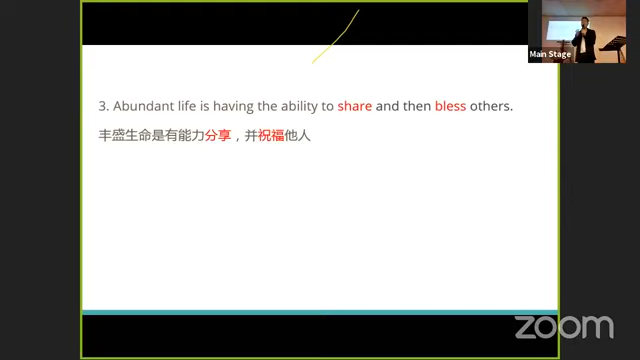 Main Stage
3. Abundant life is having the ability to share and then bless others.
丰盛生命是有能力分享，并祝福他人
zoom